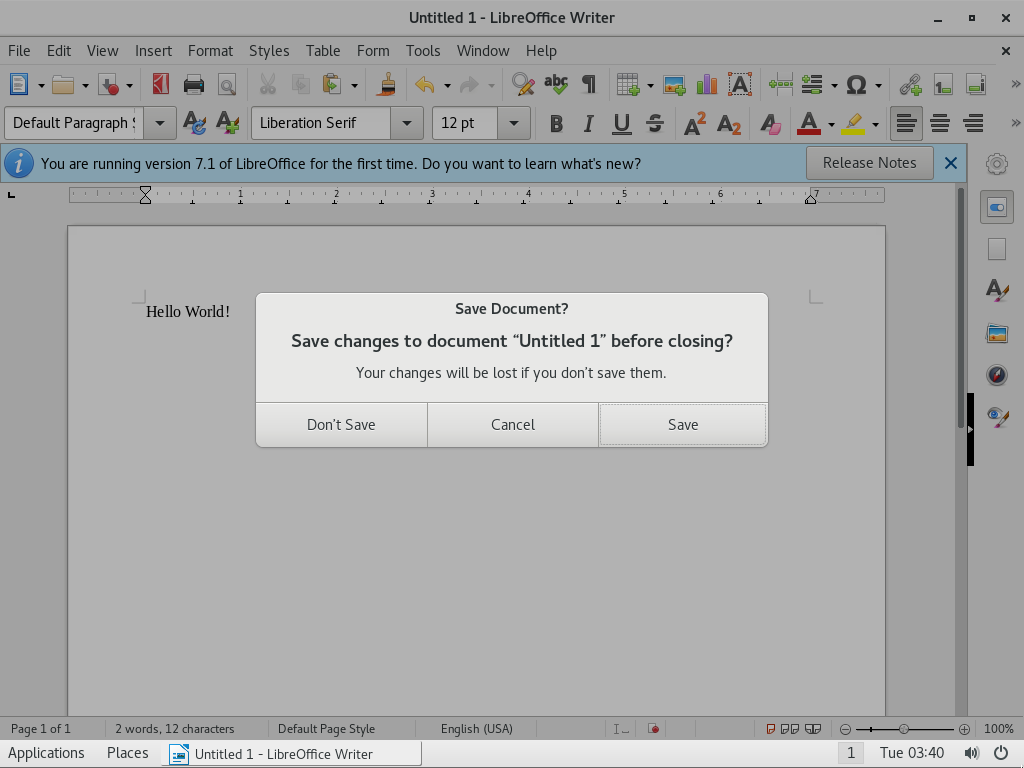 Untitled 1 - LibreOffice Writer
File Edit View Insert Format Styles Table Form Tools Window Help
Default Paragraph S Liberation Serif 12 pt
You are running version 7.1 of LibreOffice for the first time. Do you want to learn what's new? Release Notes
1 2 3 4 5 6 7
Hello World!
Save Document?
Save changes to document “Untitled 1” before closing?
Your changes will be lost if you don’t save them.
Don’t Save Cancel Save
Page 1 of 1 2 words, 12 characters Default Page Style English (USA) 100%
Applications Places Untitled 1 - LibreOffice Writer 1 Tue 03:40